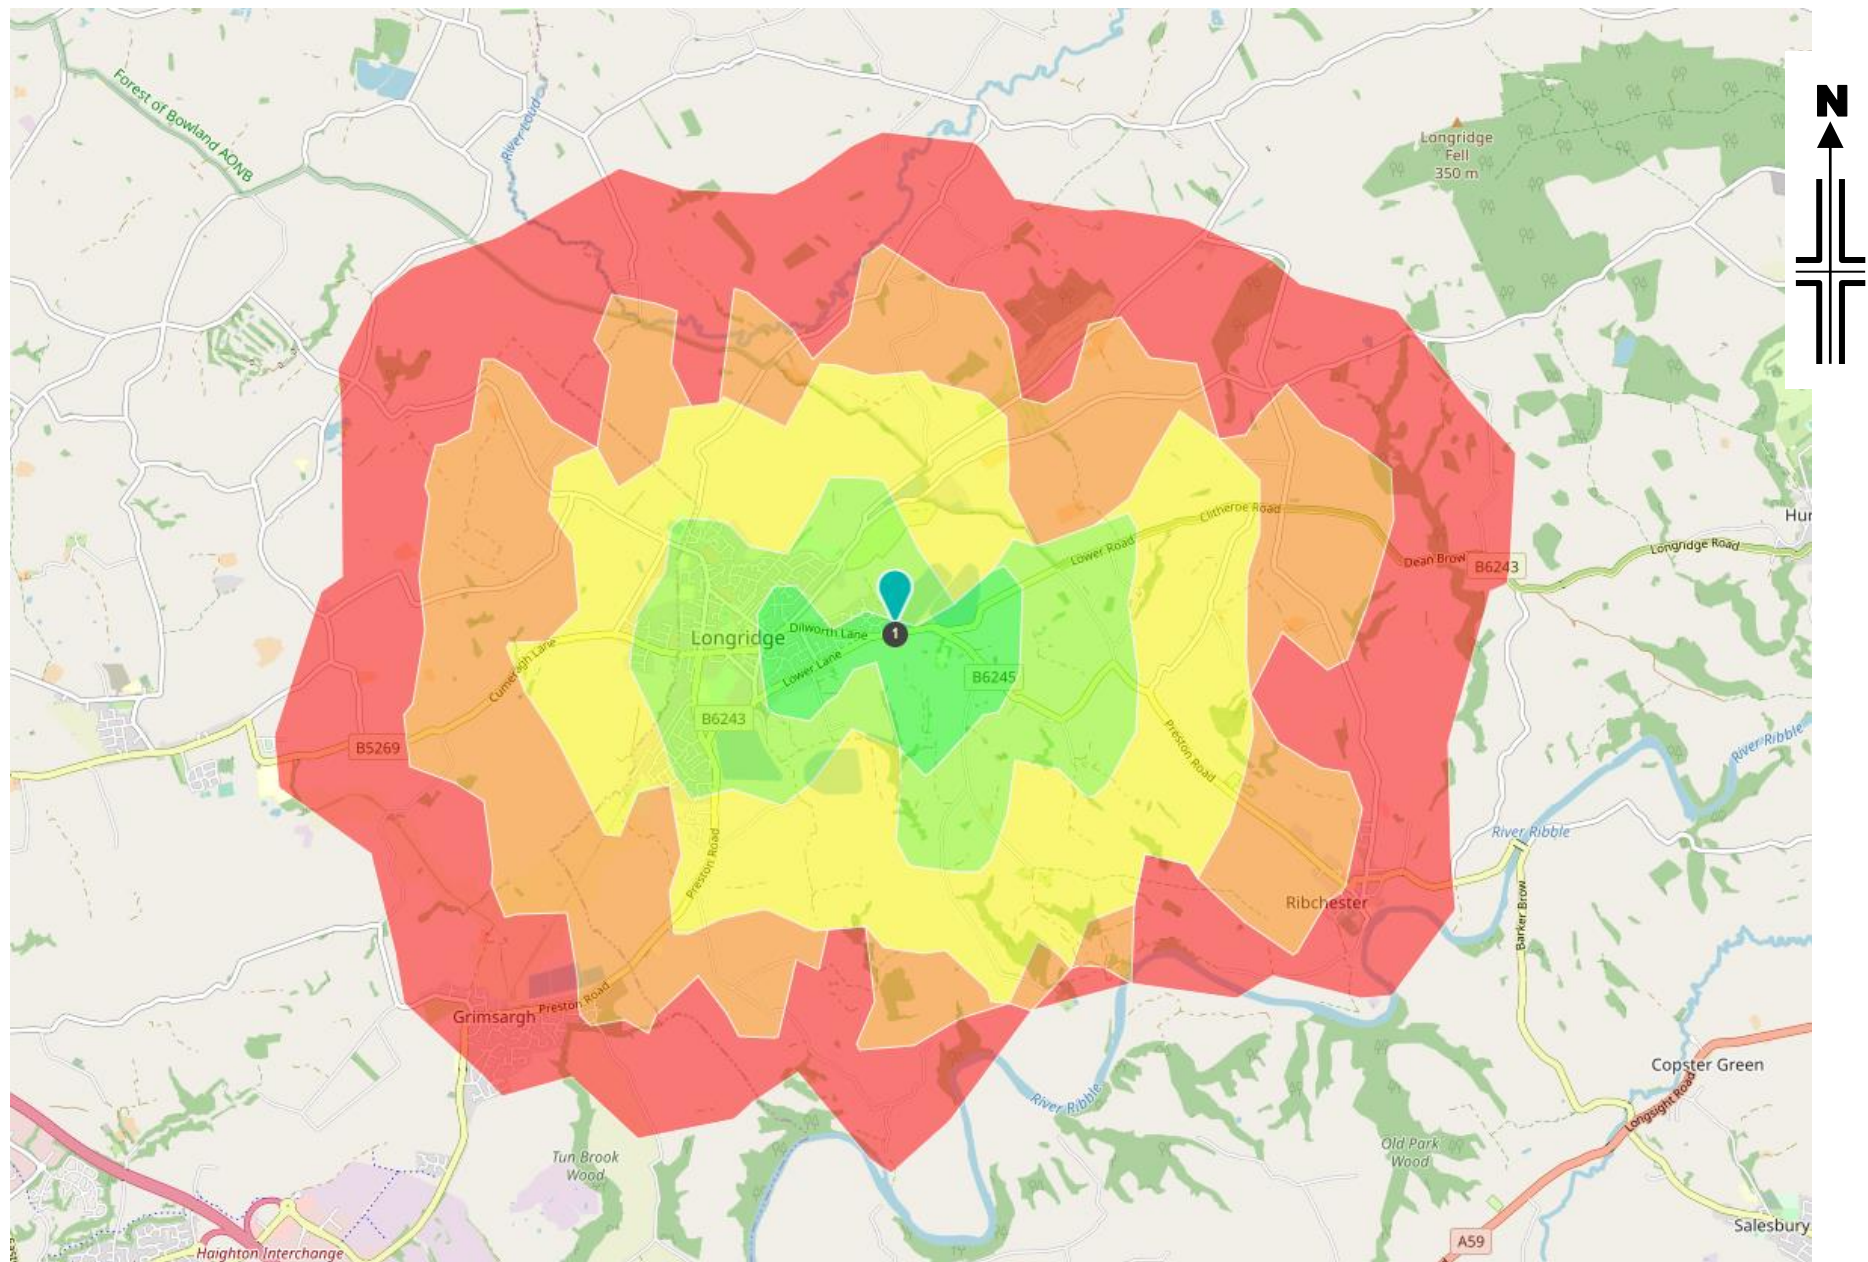 N
Forest of Bowland AONB
River Loud
Longridge
Fell
350 m
Hur
Clitheroe Road
Lower Road
Longridge Road
Dean Brow
B6243
1
Dilworth Lane
Longridge
Lower Lane
Cumeragh Lane
B6245
B6243
B5269
Preston Road
River Ribble
River Ribble
Preston Road
Ribchester
Barker Brow
Preston Road
Grimsargh
Copster Green
River Ribble
Longsight Road
Old Park
Wood
Tun Brook
Wood
Salesbury
A59
Haighton Interchange